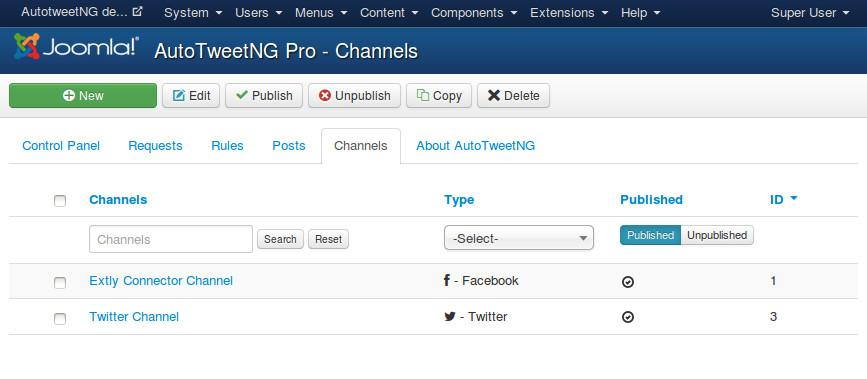 AutotweetNG de... System Users Menus Content Components Extensions Help Super User
Joomla!® AutoTweetNG Pro - Channels
New Edit Publish Unpublish Copy Delete
Control Panel Requests Rules Posts Channels About AutoTweetNG
Channels Type Published ID
Channels Search Reset -Select- Published Unpublished
Extly Connector Channel f - Facebook 1
Twitter Channel - Twitter 3